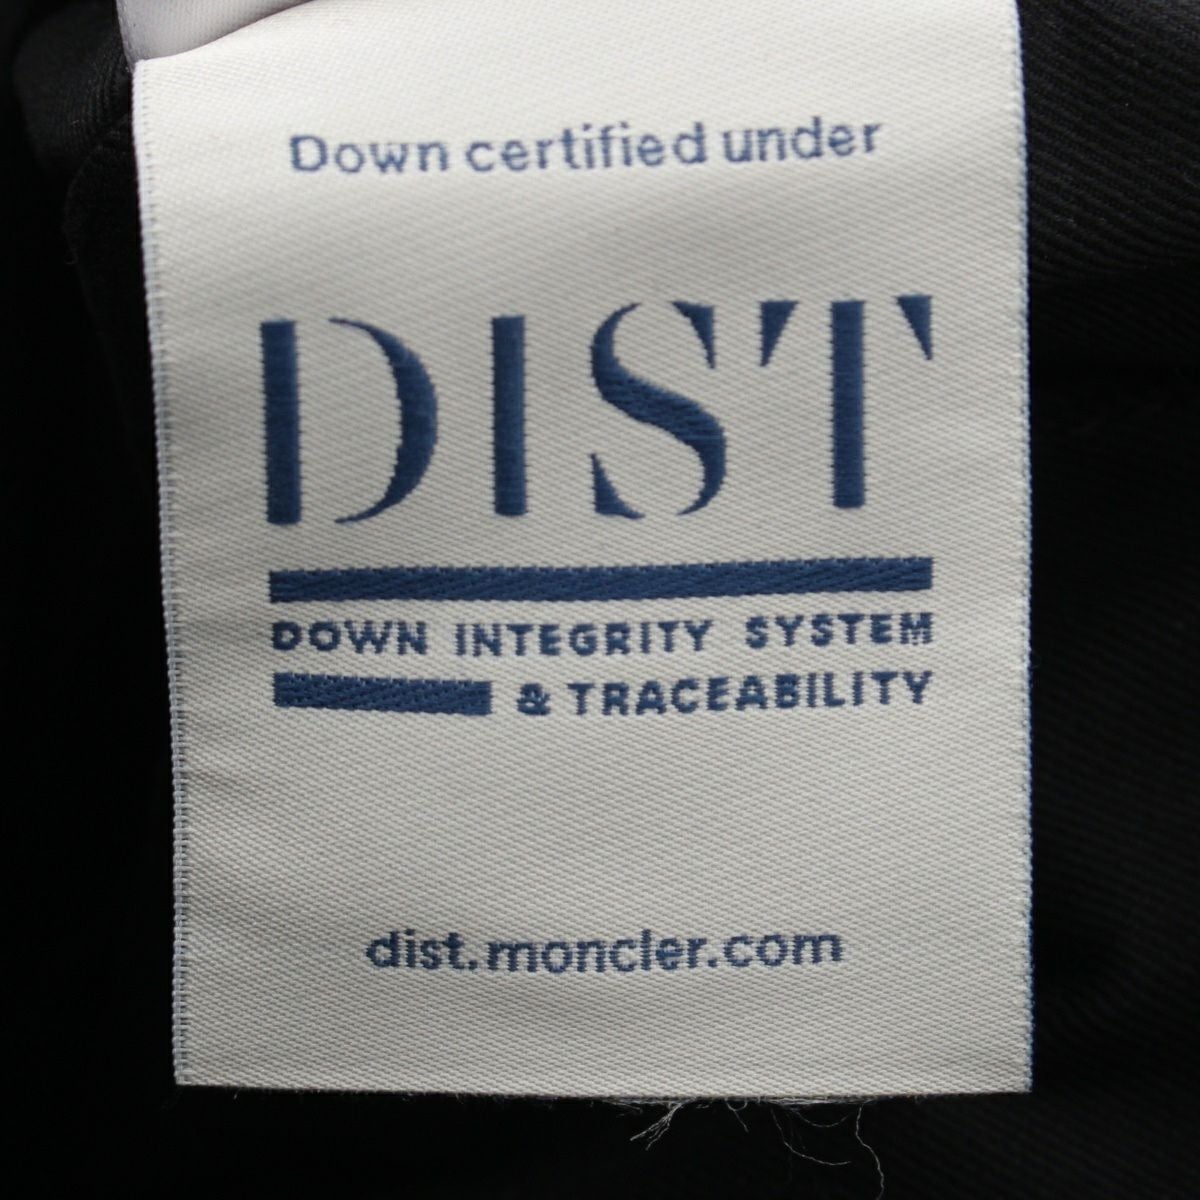 Down certified under
DIST
DOWN INTEGRITY SYSTEM
& TRACEABILITY
dist.moncler.com